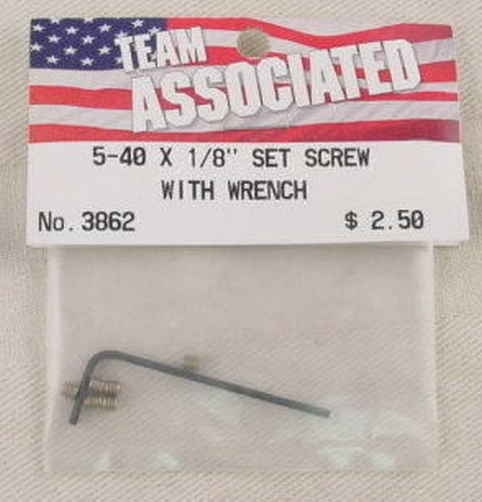 TEAM
ASSOCIATED
5-40 X 1/8" SET SCREW
WITH WRENCH
No. 3862 $ 2.50